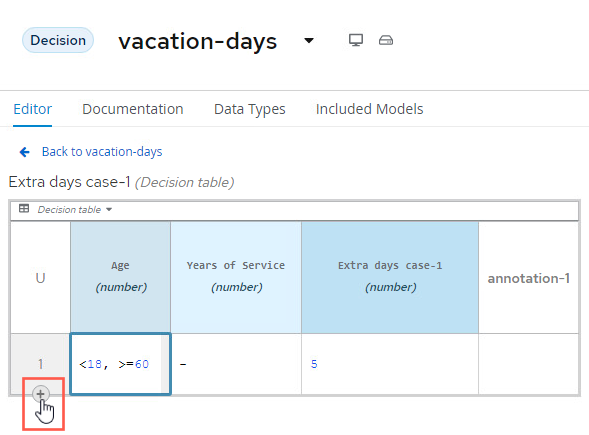 Decision vacation-days
Editor Documentation Data Types Included Models
Back to vacation-days
Extra days case-1 (Decision table)
Decision table
U Age (number) Years of Service (number) Extra days case-1 (number) annotation-1
1 <18, >=60 - 5